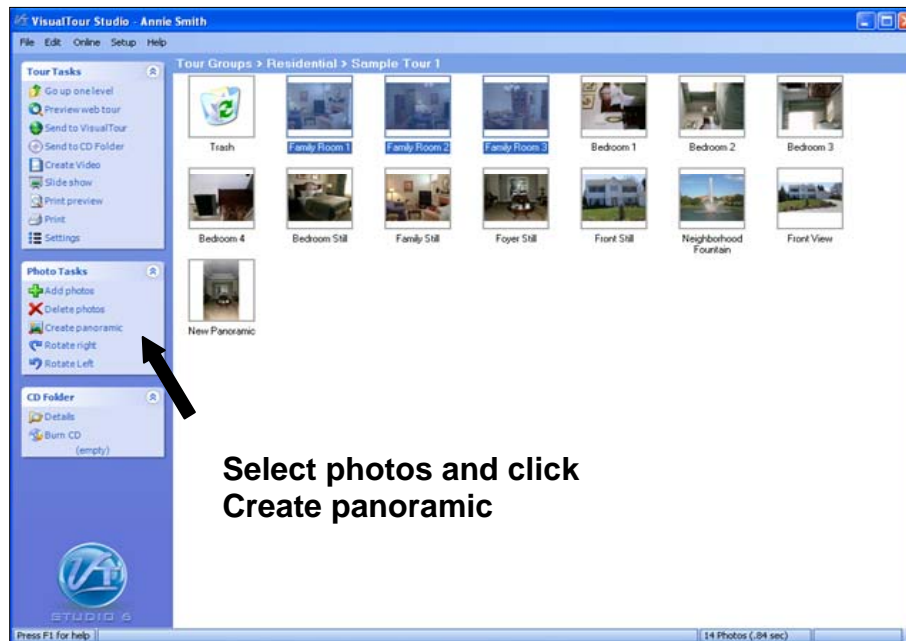 VisualTour Studio - Annie Smith
File Edit Online Setup Help
Tour Groups > Residential > Sample Tour 1
Tour Tasks
Go up one level
Preview web tour
Send to VisualTour
Send to CD Folder
Create Video
Slide show
Print preview
Print
Settings
Photo Tasks
Add photos
Delete photos
Create panoramic
Rotate right
Rotate Left
CD Folder
Details
Burn CD
(empty)
Trash Family Room 1 Family Room 2 Family Room 3 Bedroom 1 Bedroom 2 Bedroom 3
Bedroom 4 Bedroom Still Family Still Foyer Still Front Still Neighborhood Front View
Fountain
New Panoramic
Select photos and click
Create panoramic
STUDIO 6
Press F1 for help
14 Photos (.84 sec)